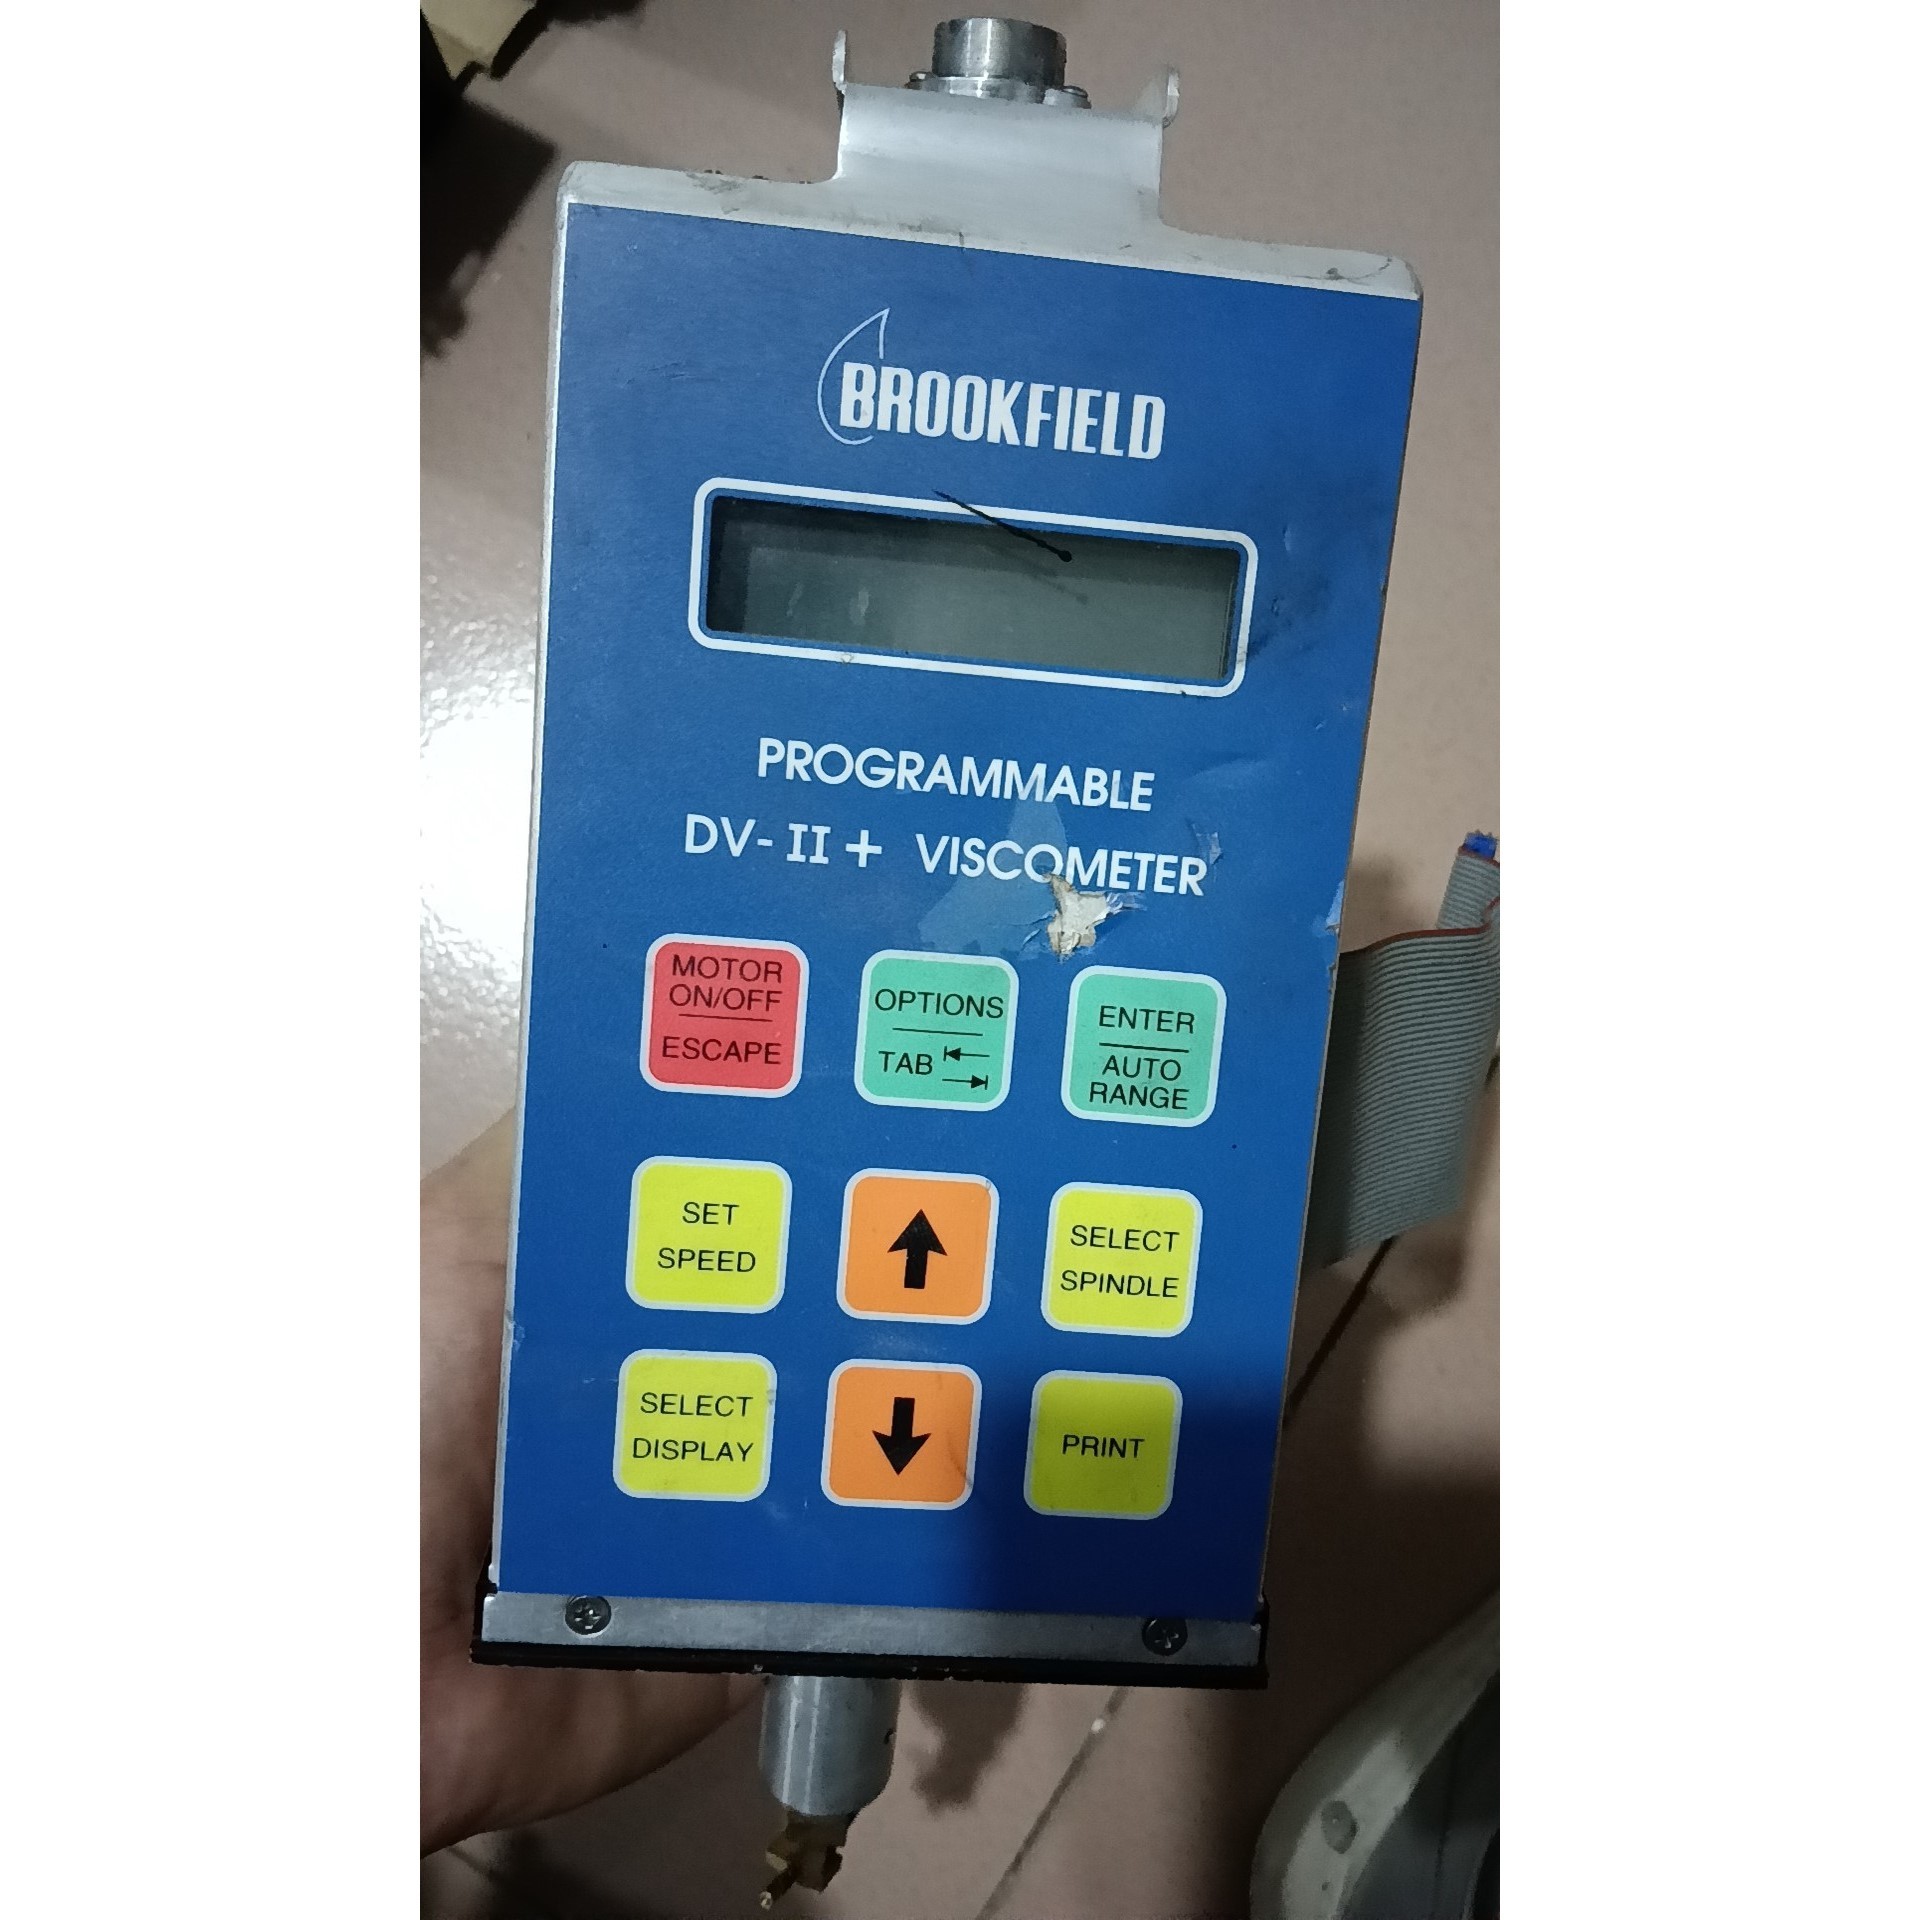 BROOKFIELD
PROGRAMMABLE
DV-II+ VISCOMETER
MOTOR
ON/OFF
ESCAPE
OPTIONS
TAB
ENTER
AUTO
RANGE
SET
SPEED
SELECT
SPINDLE
SELECT
DISPLAY
PRINT